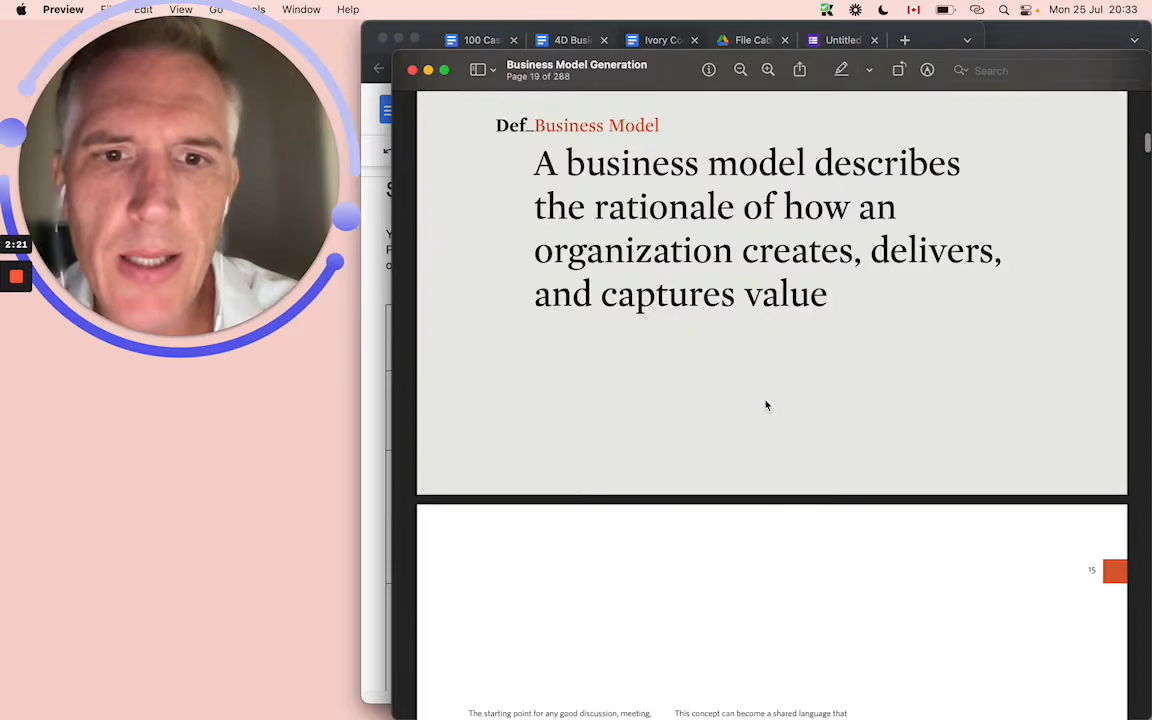 Preview File Edit View Go Tools Window Help
Mon 25 Jul 20:33
100 Cas
4D Busi
Ivory Co
File Cab
Untitled
Business Model Generation
Page 19 of 288
Search
Def_Business Model
A business model describes
the rationale of how an
organization creates, delivers,
and captures value
2:21
15
The starting point for any good discussion, meeting,
This concept can become a shared language that